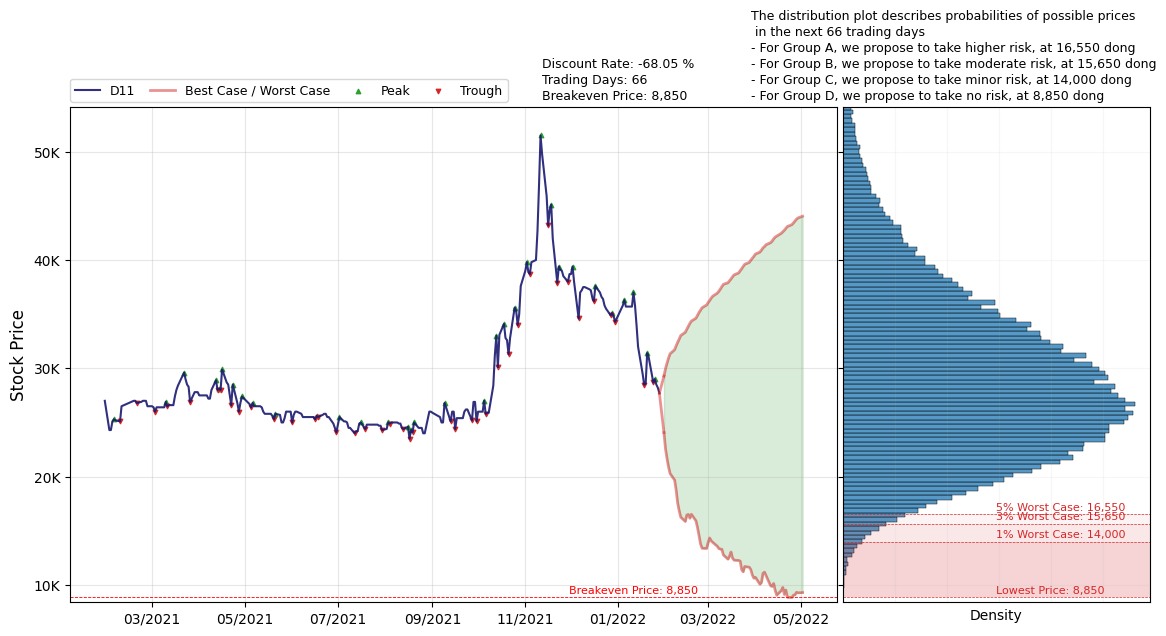 The distribution plot describes probabilities of possible prices
in the next 66 trading days
- For Group A, we propose to take higher risk, at 16,550 dong
- For Group B, we propose to take moderate risk, at 15,650 dong
- For Group C, we propose to take minor risk, at 14,000 dong
- For Group D, we propose to take no risk, at 8,850 dong
Discount Rate: -68.05 %
Trading Days: 66
Breakeven Price: 8,850
D11 Best Case / Worst Case Peak Trough
Stock Price
50K
40K
30K
20K
10K
Breakeven Price: 8,850
03/2021 05/2021 07/2021 09/2021 11/2021 01/2022 03/2022 05/2022
5% Worst Case: 16,550
3% Worst Case: 15,650
1% Worst Case: 14,000
Lowest Price: 8,850
Density